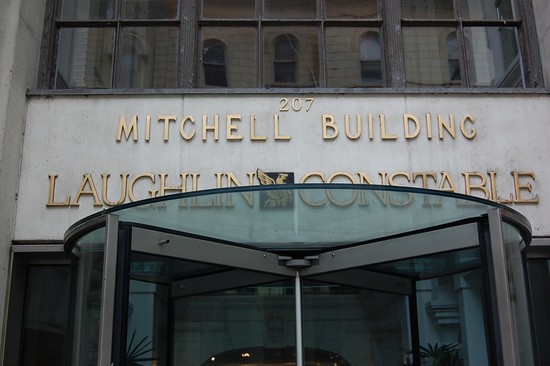 207
MITCHELL BUILDING
LAUGHLIN CONSTABLE